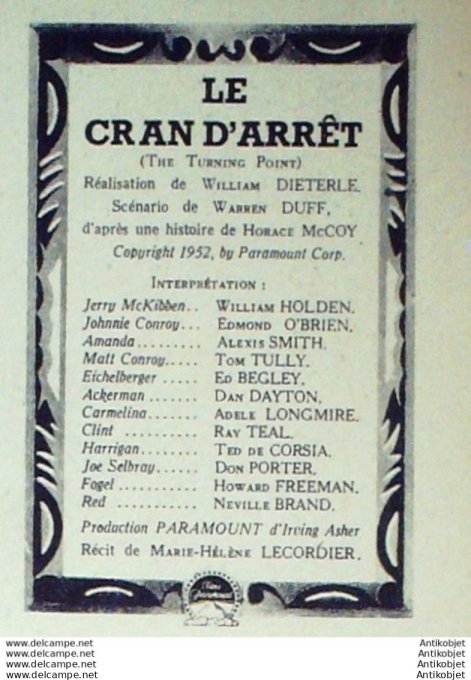 LE
CRAN D'ARRÊT
(The Turning Point)
Réalisation de William DIETERLE.
Scénario de Warren DUFF,
d'après une histoire de Horace McCOY
Copyright 1952, by Paramount Corp.
Interprétation :
Jerry McKibben.. William HOLDEN.
Johnnie Conroy... Edmond O'BRIEN.
Amanda......... Alexis SMITH.
Matt Conroy..... Tom TULLY.
Eichelberger ..... Ed BEGLEY.
Ackerman ....... Dan DAYTON.
Carmelina....... Adele LONGMIRE.
Clint .......... Ray TEAL.
Harrigan........ Ted de CORSIA.
Joe Selbray...... Don PORTER.
Fogel ........... Howard FREEMAN.
Red ........... Neville BRAND.
Production PARAMOUNT d'Irving Asher
Récit de Marie-Hélène LECORDIER.
Films
Paramount
www.delcampe.net Antikobjet
www.delcampe.net Antikobjet
www.delcampe.net Antikobjet
www.delcampe.net Antikobjet